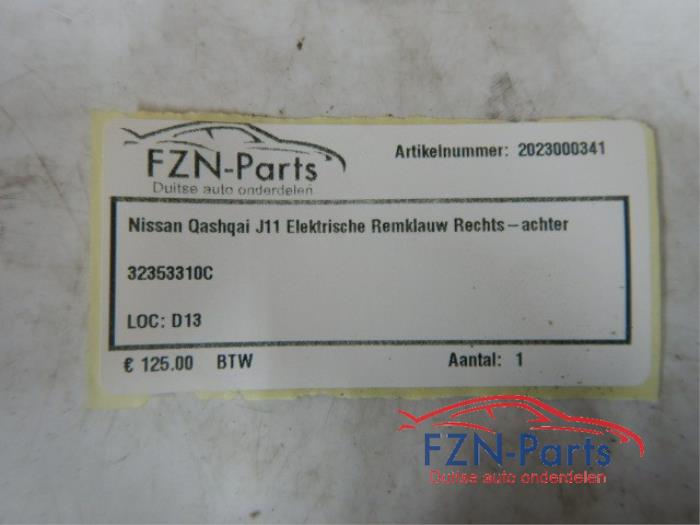 FZN-Parts
Duitse auto onderdelen
Artikelnummer: 2023000341
Nissan Qashqai J11 Elektrische Remklauw Rechts-achter
32353310C
LOC: D13
€ 125.00 BTW
Aantal: 1
FZN-Parts
Duitse auto onderdelen